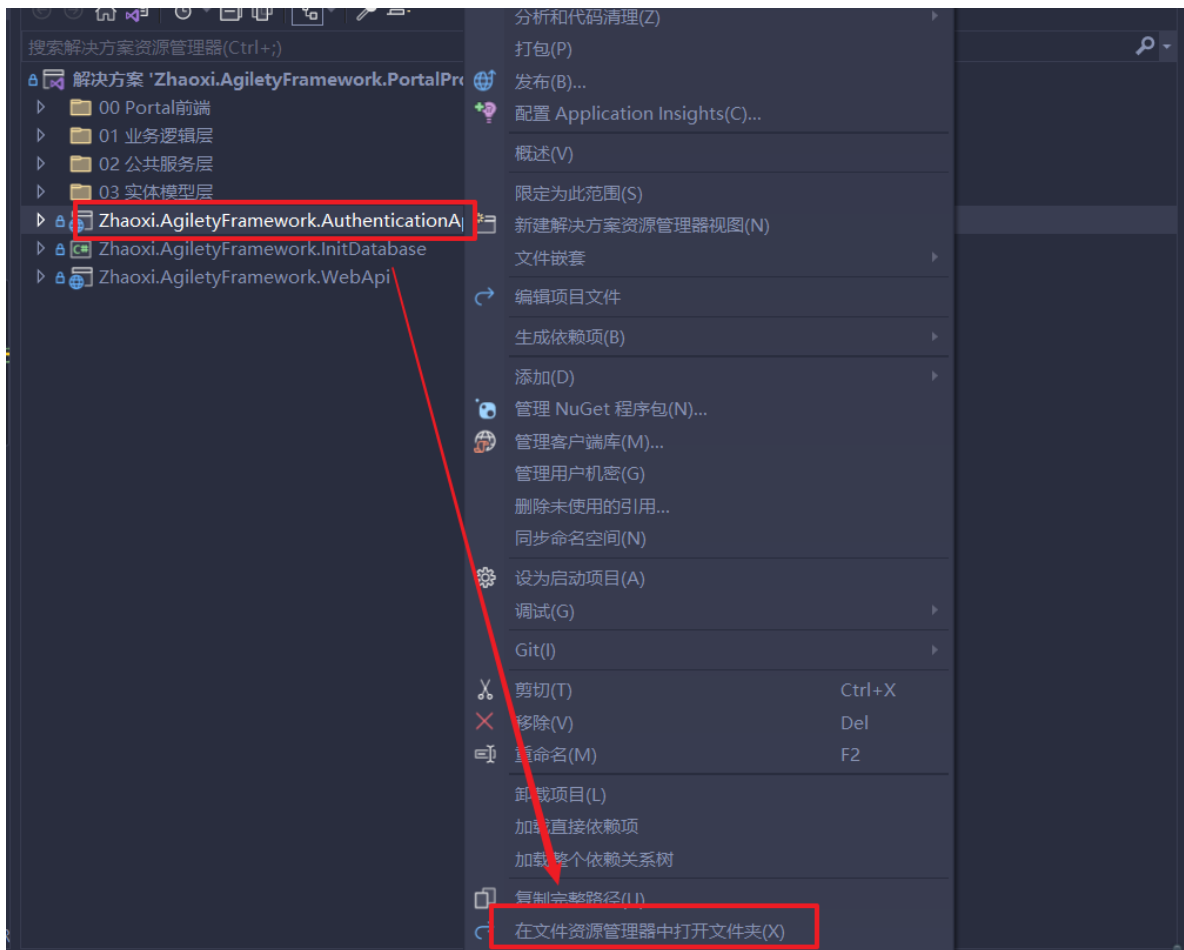 分析和代码清理(Z)
搜索解决方案资源管理器(Ctrl+;)
打包(P)
解决方案 'Zhaoxi.AgiletyFramework.PortalPro
发布(B)...
00 Portal前端
配置 Application Insights(C)...
01 业务逻辑层
概述(V)
02 公共服务层
03 实体模型层
限定为此范围(S)
Zhaoxi.AgiletyFramework.AuthenticationA
新建解决方案资源管理器视图(N)
Zhaoxi.AgiletyFramework.InitDatabase
文件嵌套
Zhaoxi.AgiletyFramework.WebApi
编辑项目文件
生成依赖项(B)
添加(D)
管理 NuGet 程序包(N)...
管理客户端库(M)...
管理用户机密(G)
删除未使用的引用...
同步命名空间(N)
设为启动项目(A)
调试(G)
Git(I)
剪切(T) Ctrl+X
移除(V) Del
重命名(M) F2
卸载项目(L)
加载直接依赖项
加载整个依赖关系树
复制完整路径(U)
在文件资源管理器中打开文件夹(X)